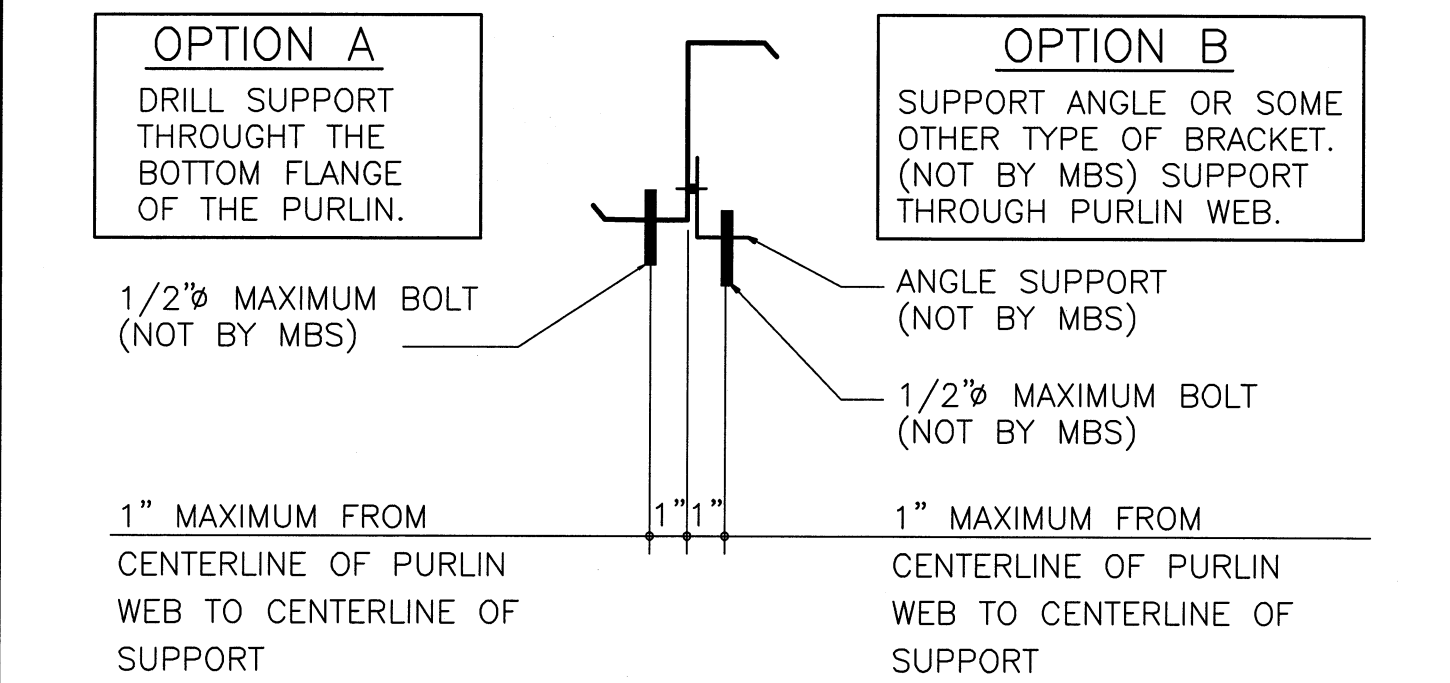 OPTION A
DRILL SUPPORT
THROUGHT THE
BOTTOM FLANGE
OF THE PURLIN.
1/2"ø MAXIMUM BOLT
(NOT BY MBS)
OPTION B
SUPPORT ANGLE OR SOME
OTHER TYPE OF BRACKET.
(NOT BY MBS) SUPPORT
THROUGH PURLIN WEB.
ANGLE SUPPORT
(NOT BY MBS)
1/2"ø MAXIMUM BOLT
(NOT BY MBS)
1" MAXIMUM FROM
CENTERLINE OF PURLIN
WEB TO CENTERLINE OF
SUPPORT
1" 1"
1" MAXIMUM FROM
CENTERLINE OF PURLIN
WEB TO CENTERLINE OF
SUPPORT